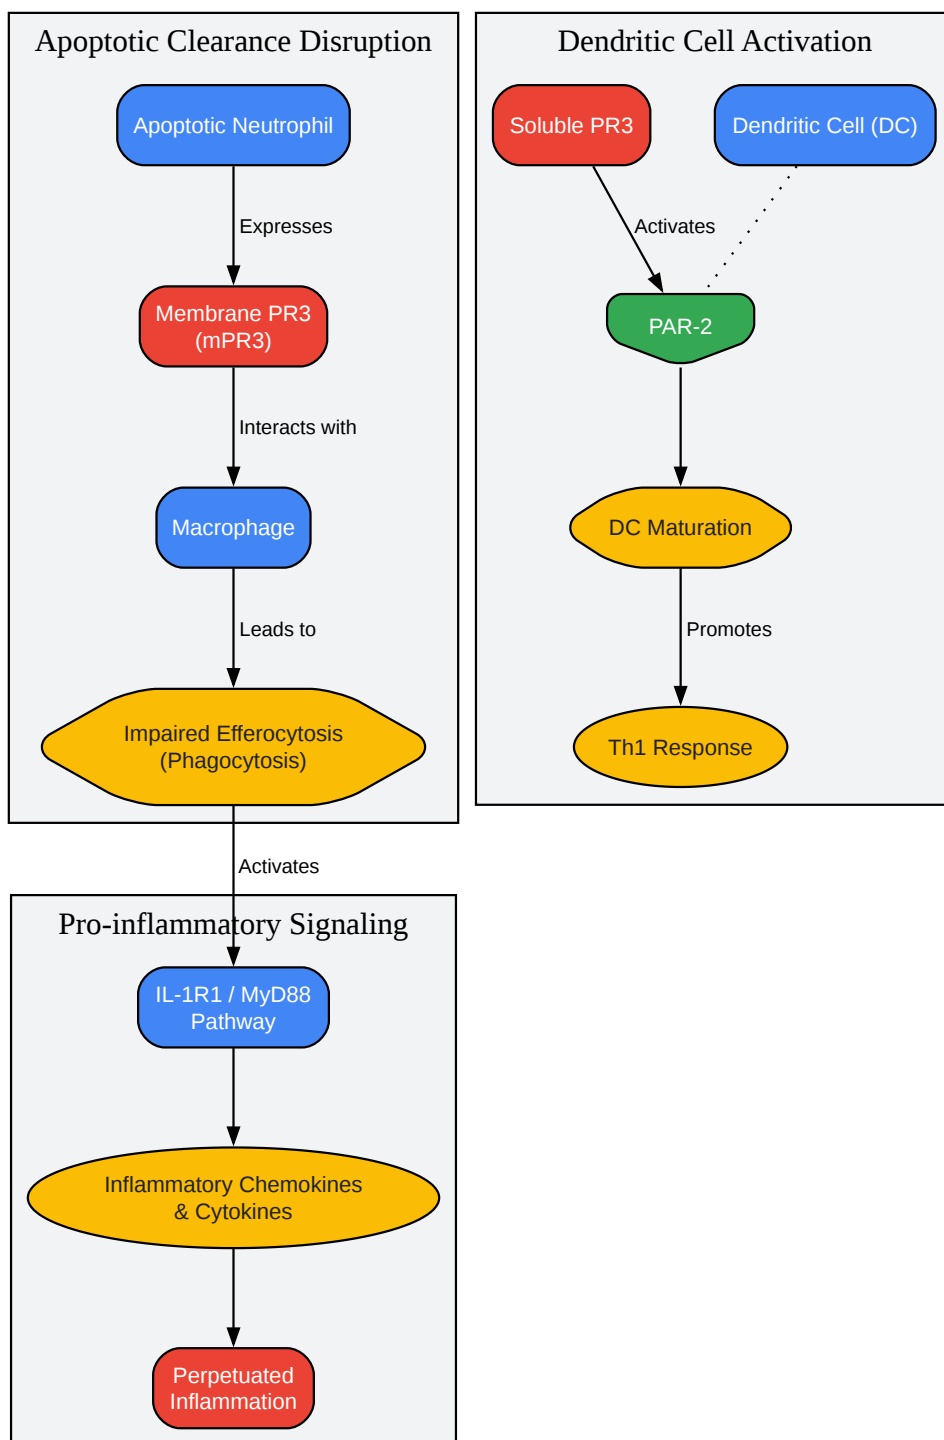 Apoptotic Clearance Disruption
Apoptotic Neutrophil
Expresses
Membrane PR3
(mPR3)
Interacts with
Macrophage
Leads to
Impaired Efferocytosis
(Phagocytosis)
Activates
Pro-inflammatory Signaling
IL-1R1 / MyD88
Pathway
Inflammatory Chemokines
& Cytokines
Perpetuated
Inflammation
Dendritic Cell Activation
Soluble PR3
Dendritic Cell (DC)
Activates
PAR-2
DC Maturation
Promotes
Th1 Response